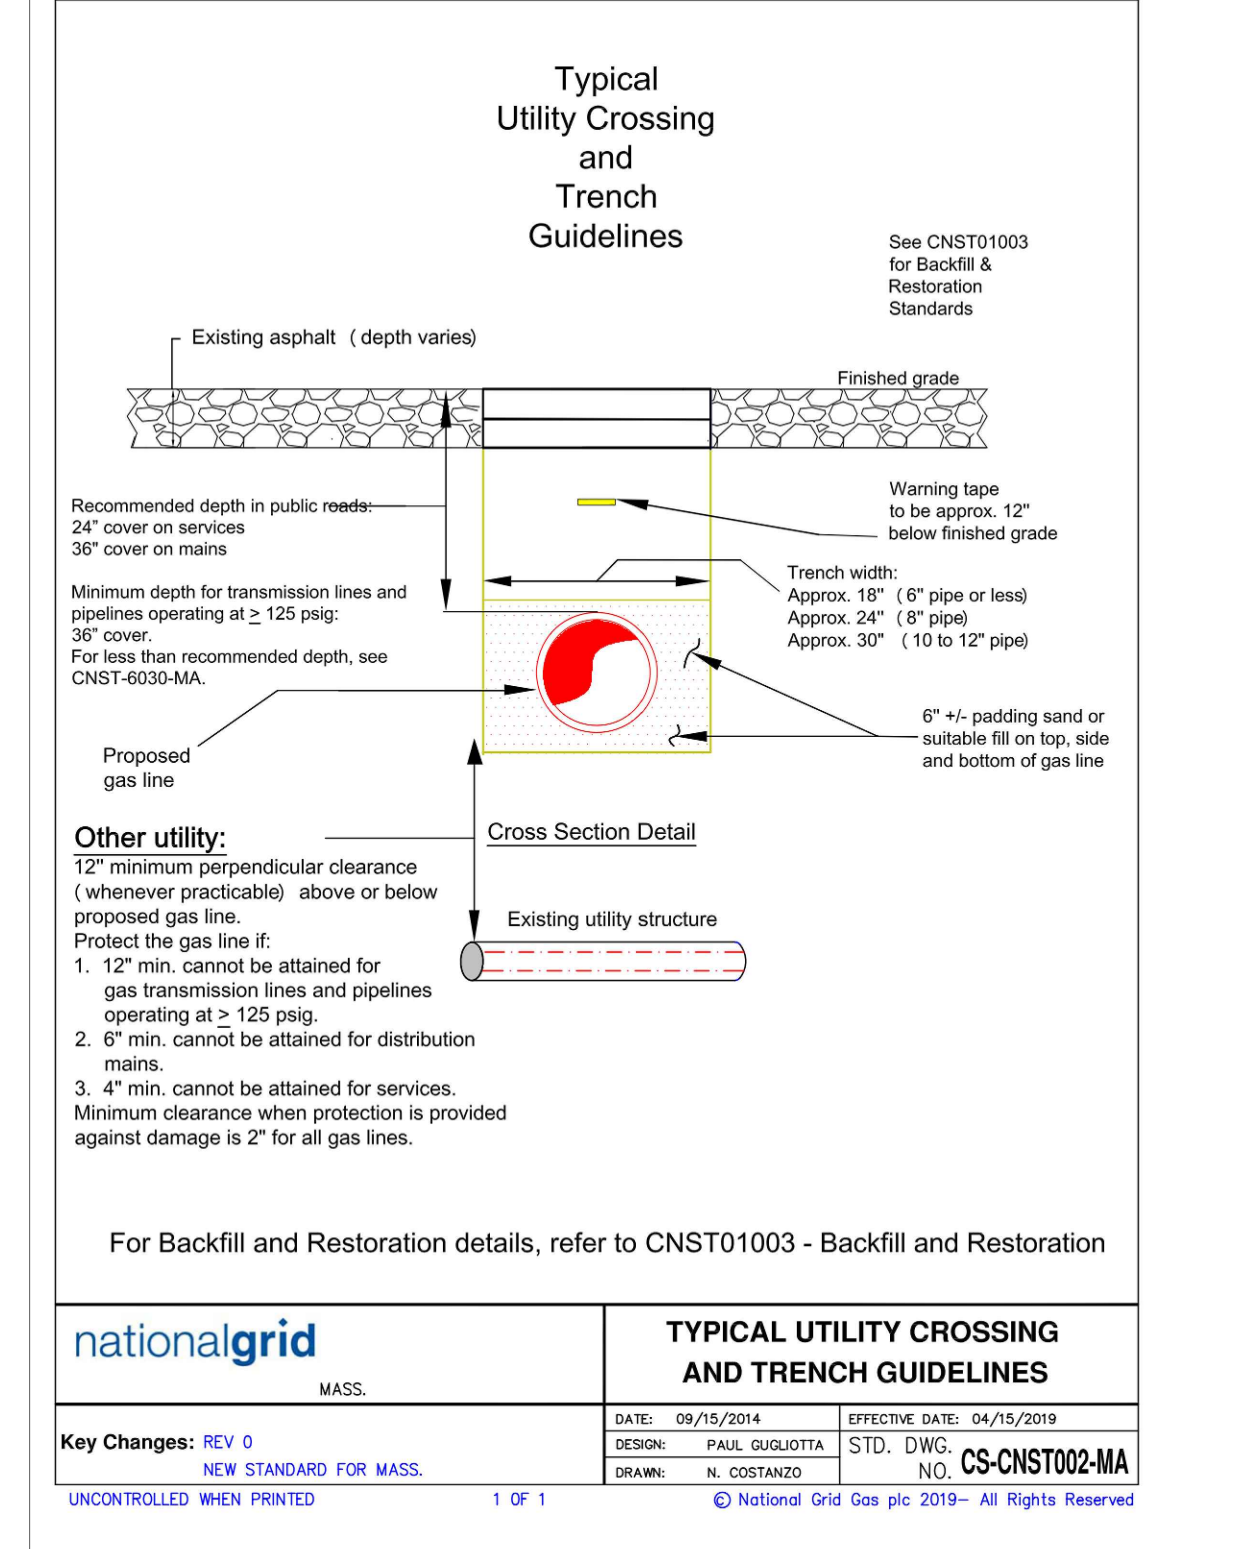 Typical
Utility Crossing
and
Trench
Guidelines
See CNST01003
for Backfill &
Restoration
Standards
Existing asphalt ( depth varies)
Finished grade
Recommended depth in public roads:
24" cover on services
36" cover on mains
Minimum depth for transmission lines and
pipelines operating at ≥ 125 psig:
36" cover.
For less than recommended depth, see
CNST-6030-MA.
Warning tape
to be approx. 12"
below finished grade
Trench width:
Approx. 18" ( 6" pipe or less)
Approx. 24" ( 8" pipe)
Approx. 30" ( 10 to 12" pipe)
6" +/- padding sand or
suitable fill on top, side
and bottom of gas line
Proposed
gas line
Other utility:
12" minimum perpendicular clearance
( whenever practicable) above or below
proposed gas line.
Protect the gas line if:
1. 12" min. cannot be attained for
gas transmission lines and pipelines
operating at ≥ 125 psig.
2. 6" min. cannot be attained for distribution
mains.
3. 4" min. cannot be attained for services.
Minimum clearance when protection is provided
against damage is 2" for all gas lines.
Cross Section Detail
Existing utility structure
For Backfill and Restoration details, refer to CNST01003 - Backfill and Restoration
nationalgrid
MASS.
TYPICAL UTILITY CROSSING
AND TRENCH GUIDELINES
Key Changes: REV 0
NEW STANDARD FOR MASS.
DATE: 09/15/2014
EFFECTIVE DATE: 04/15/2019
DESIGN: PAUL GUGLIOTTA
DRAWN: N. COSTANZO
STD. DWG.
NO. CS-CNST002-MA
UNCONTROLLED WHEN PRINTED
1 OF 1
© National Grid Gas plc 2019– All Rights Reserved